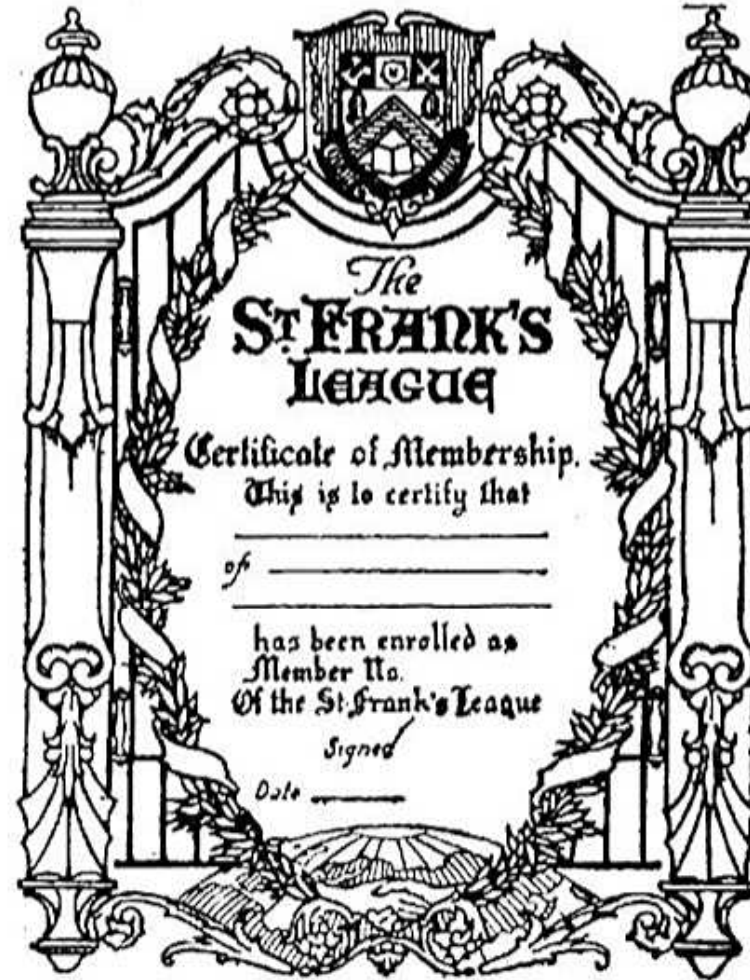 The
ST. FRANK'S
LEAGUE
Certificate of Membership.
This is to certify that
of
has been enrolled as
Member No.
Of the St. Frank's League
Signed
Date